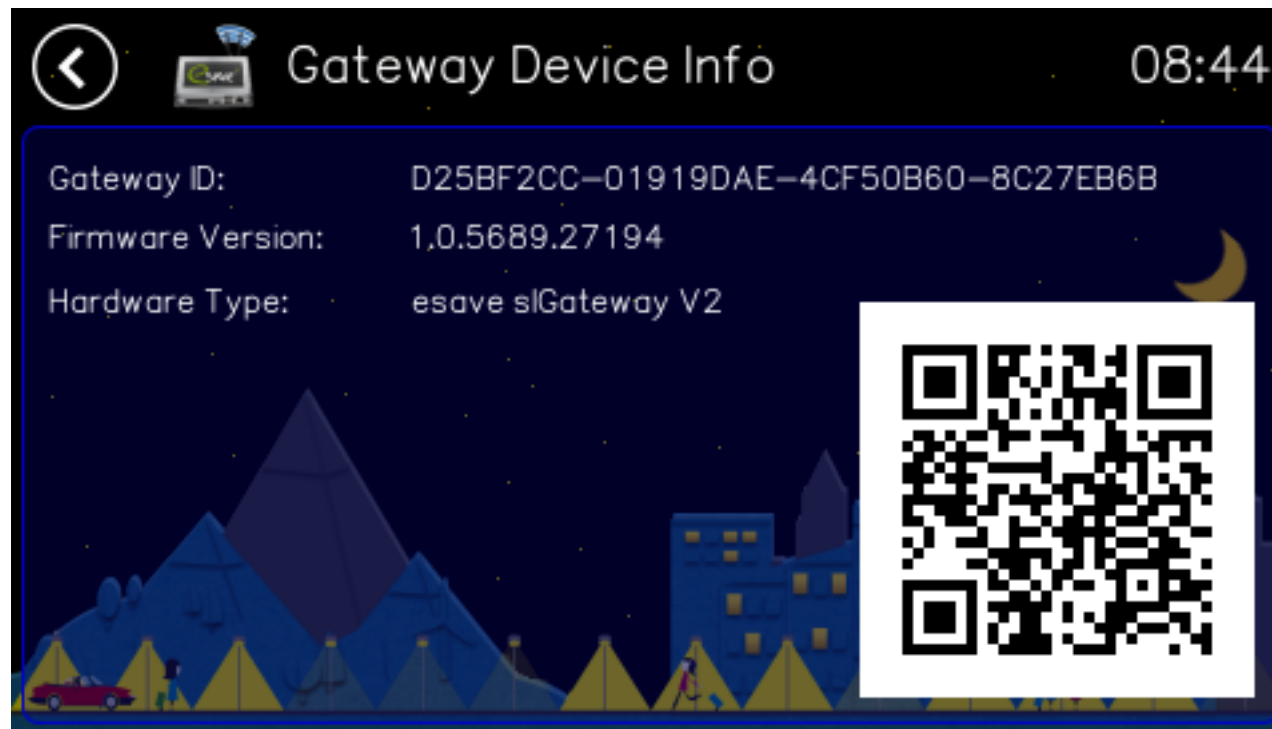 Gateway Device Info
08:44
esave
Gateway ID: D25BF2CC-01919DAE-4CF50B60-8C27EB6B
Firmware Version: 1.0.5689.27194
Hardware Type: esave slGateway V2